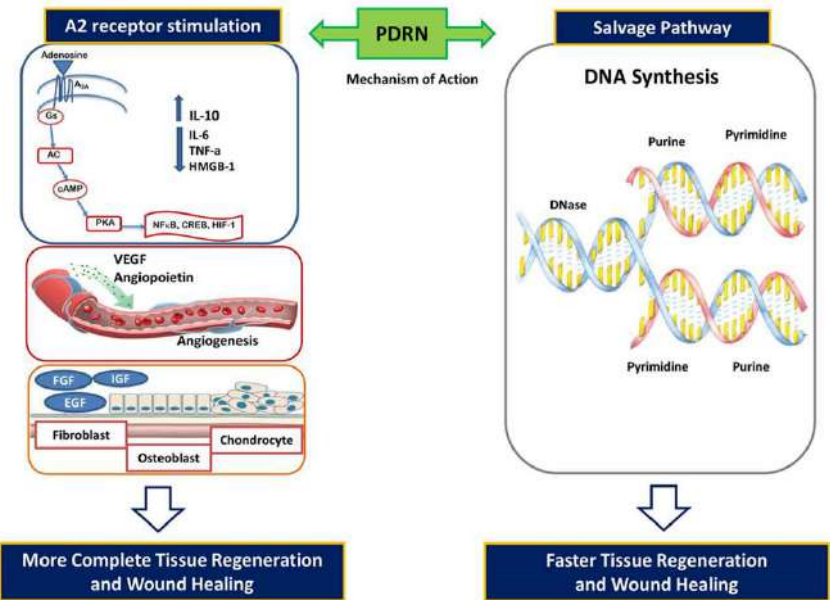 A2 receptor stimulation
PDRN
Mechanism of Action
Salvage Pathway
Adenosine
A2A
Gs
AC
cAMP
PKA
NFκB, CREB, HIF-1
IL-10
IL-6
TNF-a
HMGB-1
VEGF
Angiopoietin
Angiogenesis
FGF
IGF
EGF
Fibroblast
Osteoblast
Chondrocyte
More Complete Tissue Regeneration
and Wound Healing
DNA Synthesis
Purine
Pyrimidine
DNase
Pyrimidine
Purine
Faster Tissue Regeneration
and Wound Healing